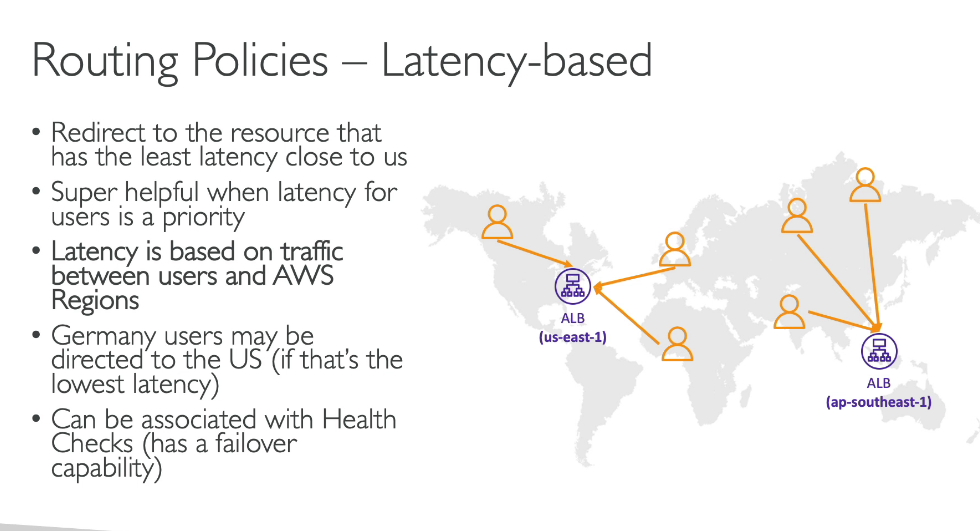 Routing Policies – Latency-based
• Redirect to the resource that
has the least latency close to us
• Super helpful when latency for
users is a priority
• Latency is based on traffic
between users and AWS
Regions
• Germany users may be
directed to the US (if that's the
lowest latency)
• Can be associated with Health
Checks (has a failover
capability)
ALB
(us-east-1)
ALB
(ap-southeast-1)